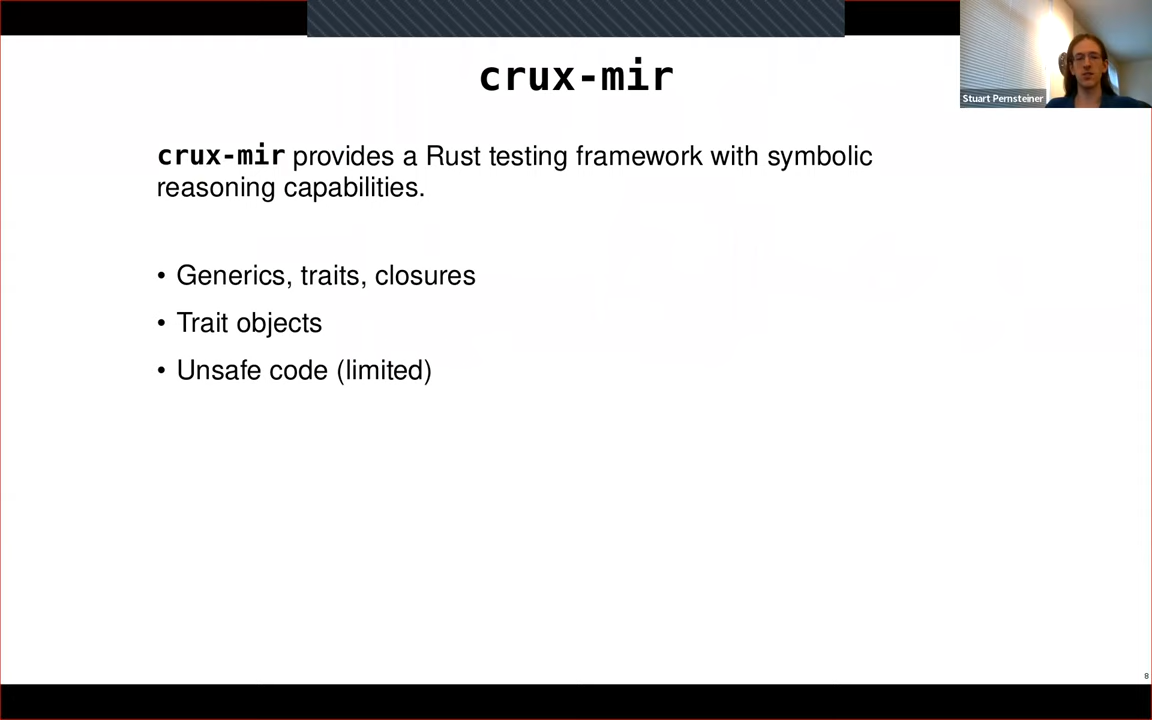 crux-mir
Stuart Pernsteiner
crux-mir provides a Rust testing framework with symbolic
reasoning capabilities.
• Generics, traits, closures
• Trait objects
• Unsafe code (limited)
8